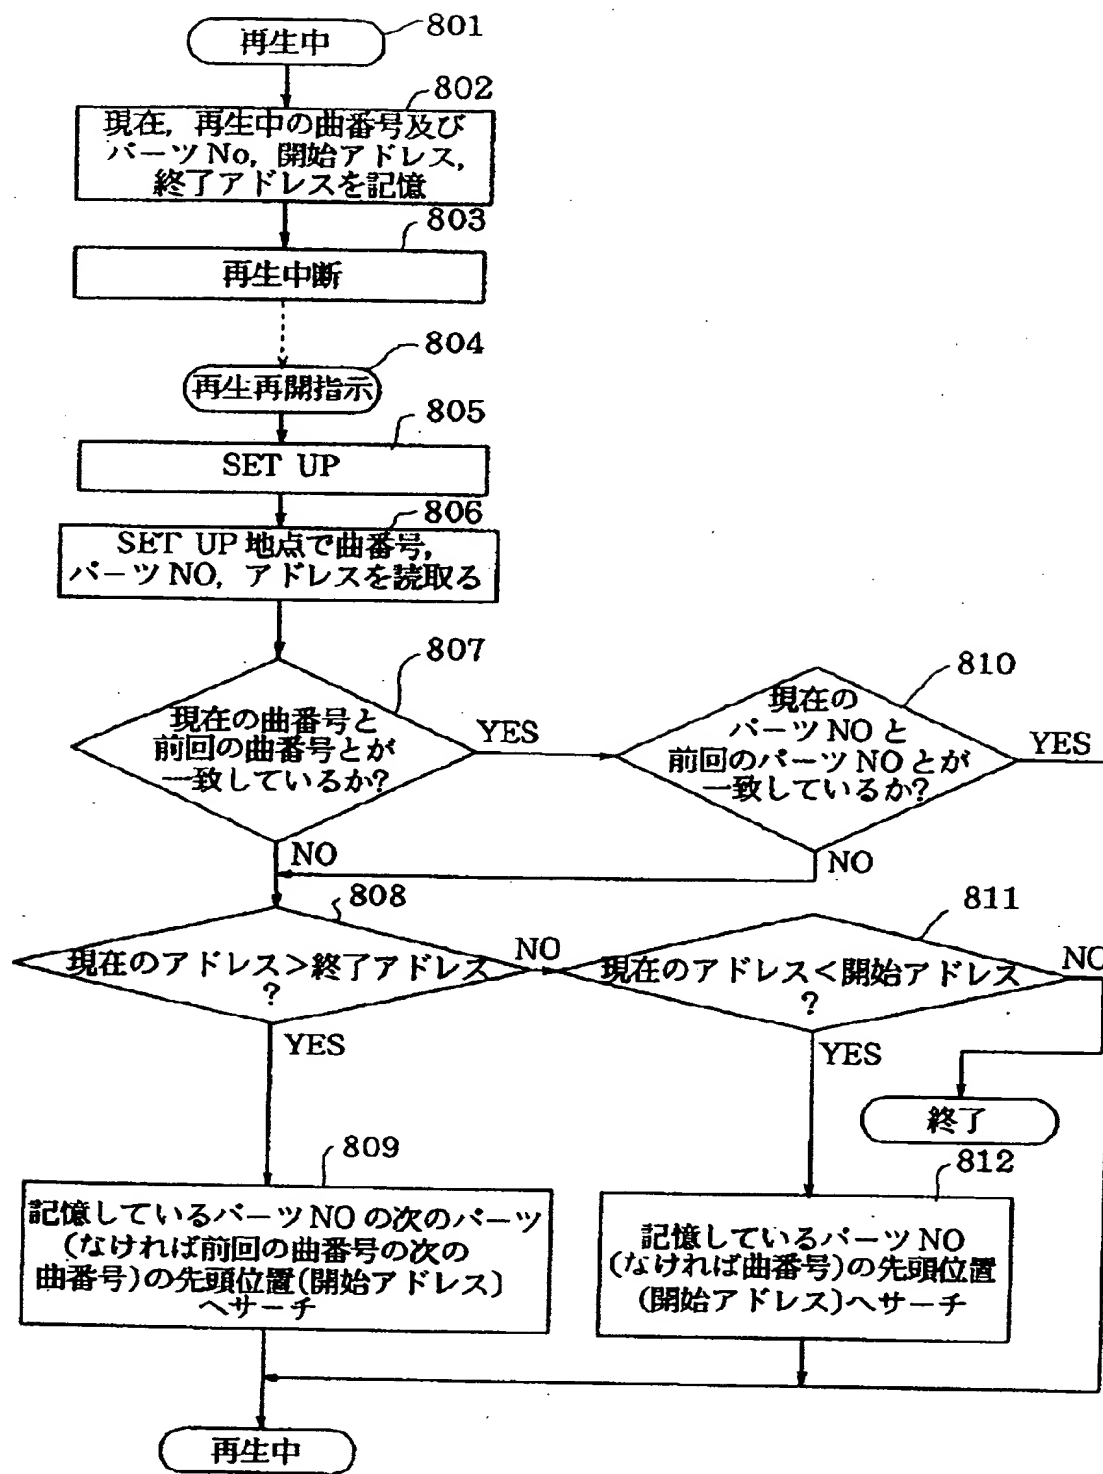 801
再生中
802
現在，再生中の曲番号及び
パーツNo，開始アドレス，
終了アドレスを記憶
803
再生中断
804
再生再開指示
805
SET UP
806
SET UP 地点で曲番号，
パーツNO，アドレスを読取る
807
現在の曲番号と
前回の曲番号とが
一致しているか?
YES
NO
810
現在の
パーツNOと
前回のパーツNOとが
一致しているか?
YES
NO
808
現在のアドレス＞終了アドレス
?
NO
YES
811
現在のアドレス＜開始アドレス
?
NO
YES
終了
809
記憶しているパーツNOの次のパーツ
(なければ前回の曲番号の次の
曲番号)の先頭位置(開始アドレス)
へサーチ
812
記憶しているパーツNO
(なければ曲番号)の先頭位置
(開始アドレス)へサーチ
再生中